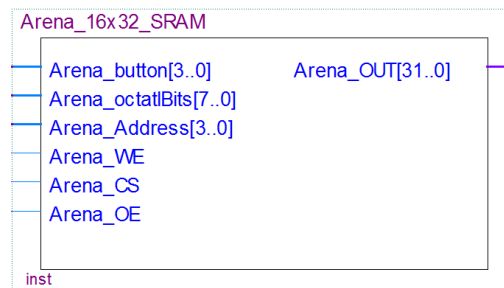 Arena_16x32_SRAM
Arena_button[3..0] Arena_OUT[31..0]
Arena_octatlBits[7..0]
Arena_Address[3..0]
Arena_WE
Arena_CS
Arena_OE
inst